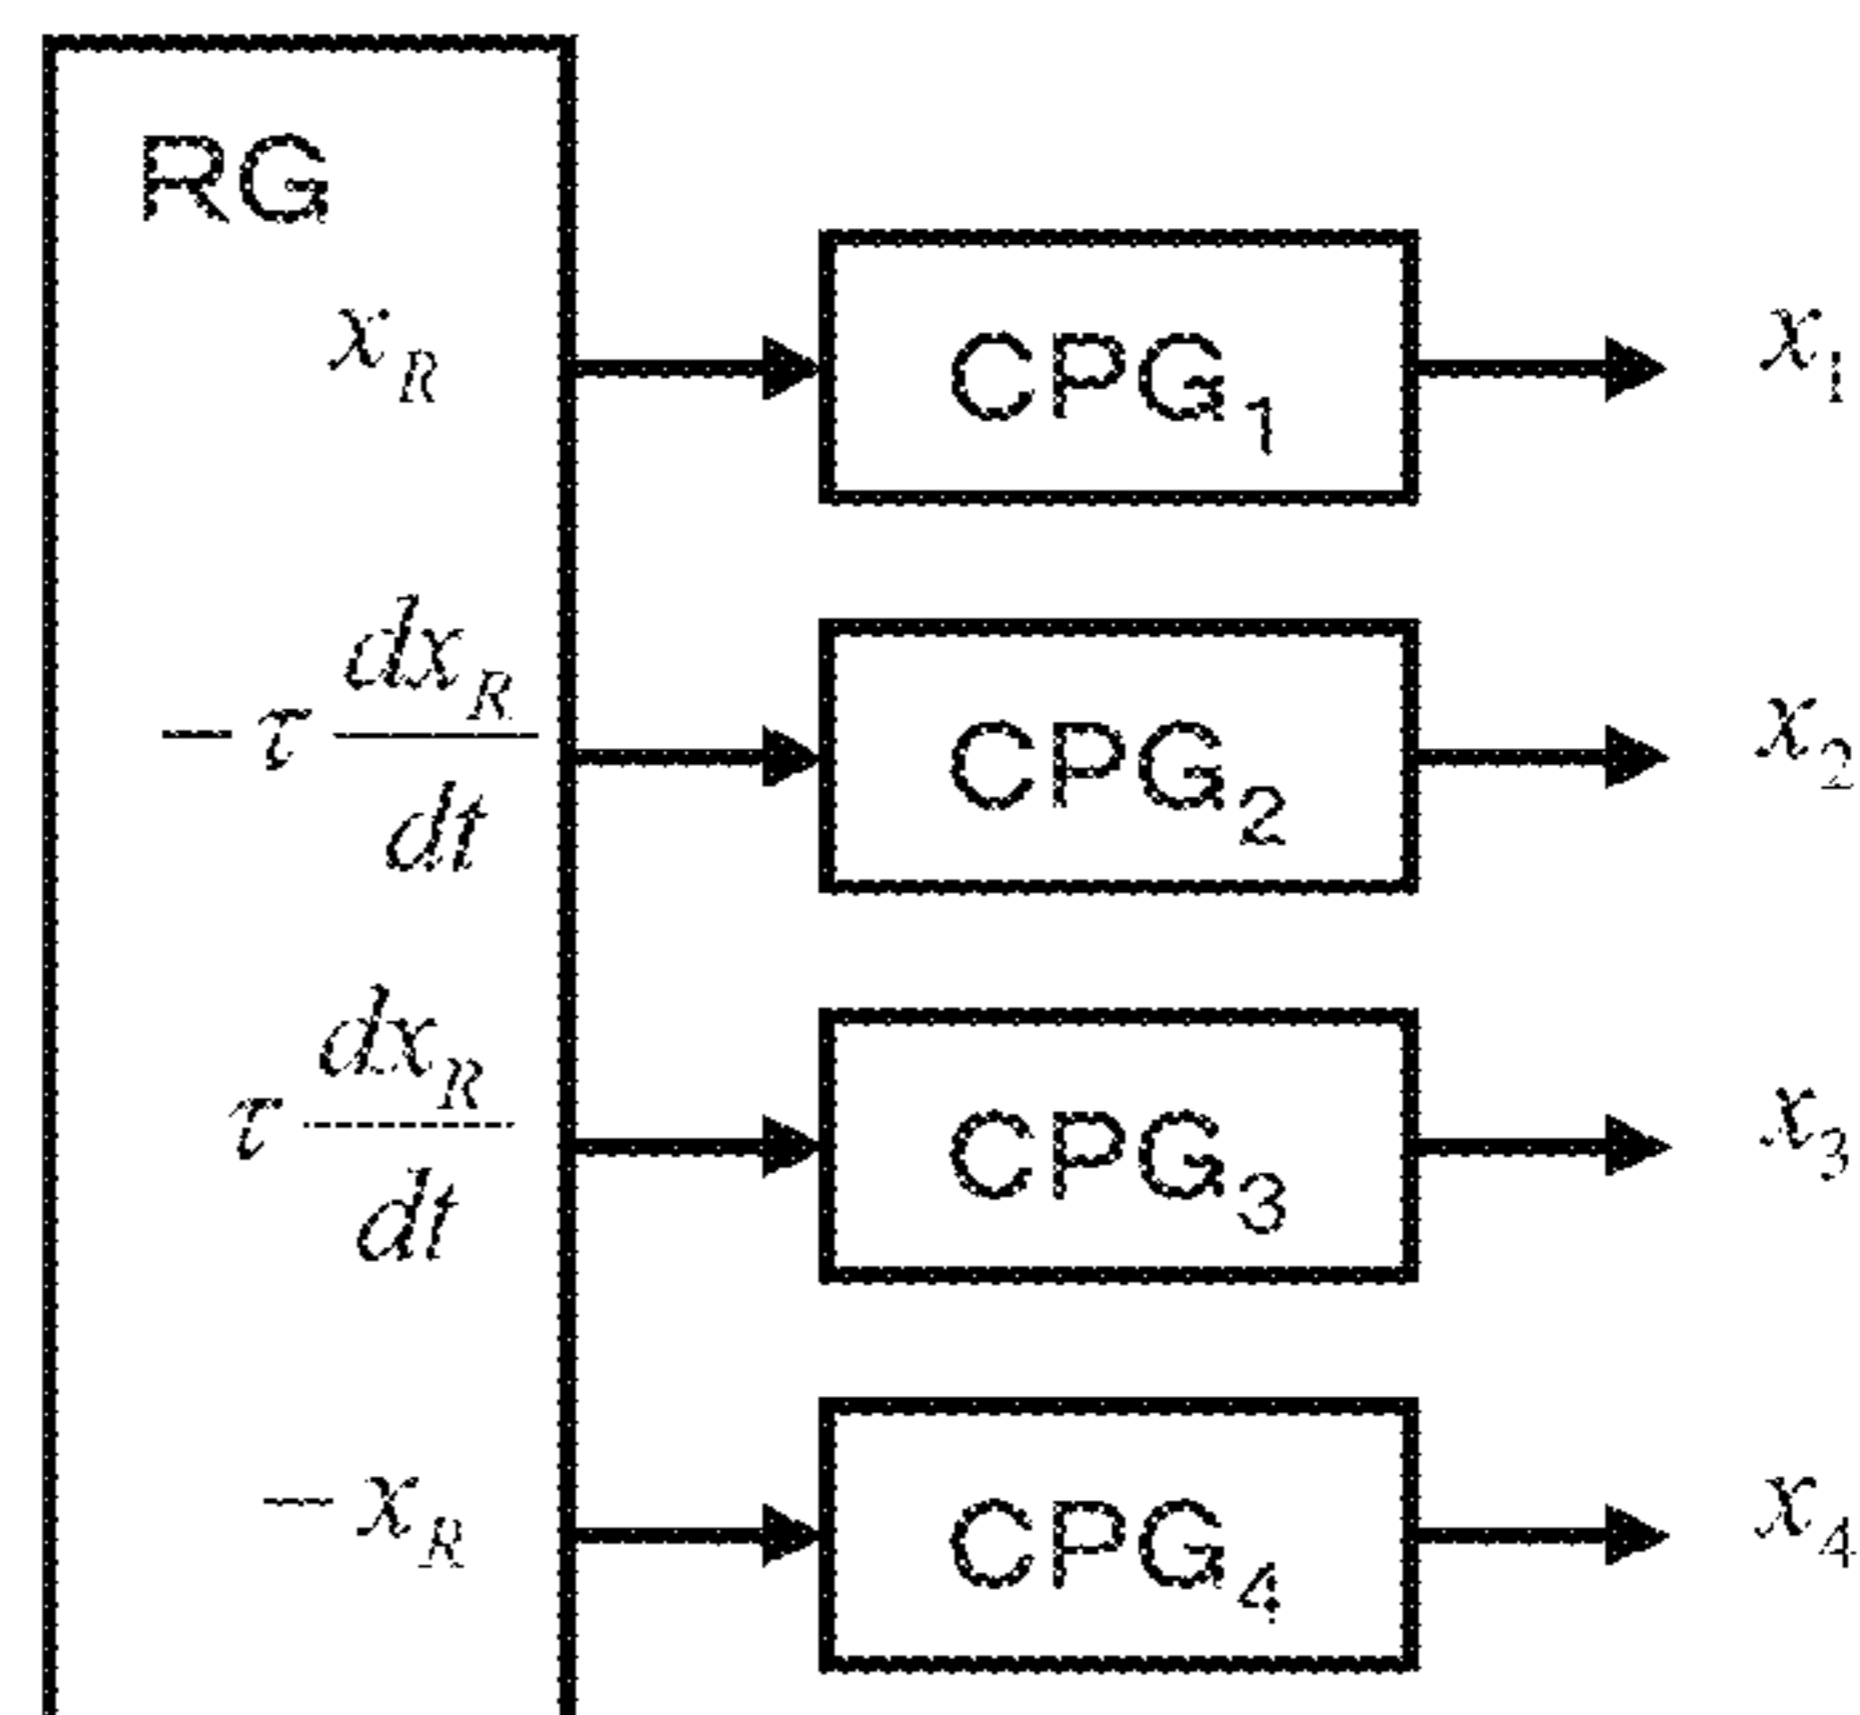 RG
x_R CPG_1 x_1
-τ dx_R/dt CPG_2 x_2
τ dx_R/dt CPG_3 x_3
-x_R CPG_4 x_4